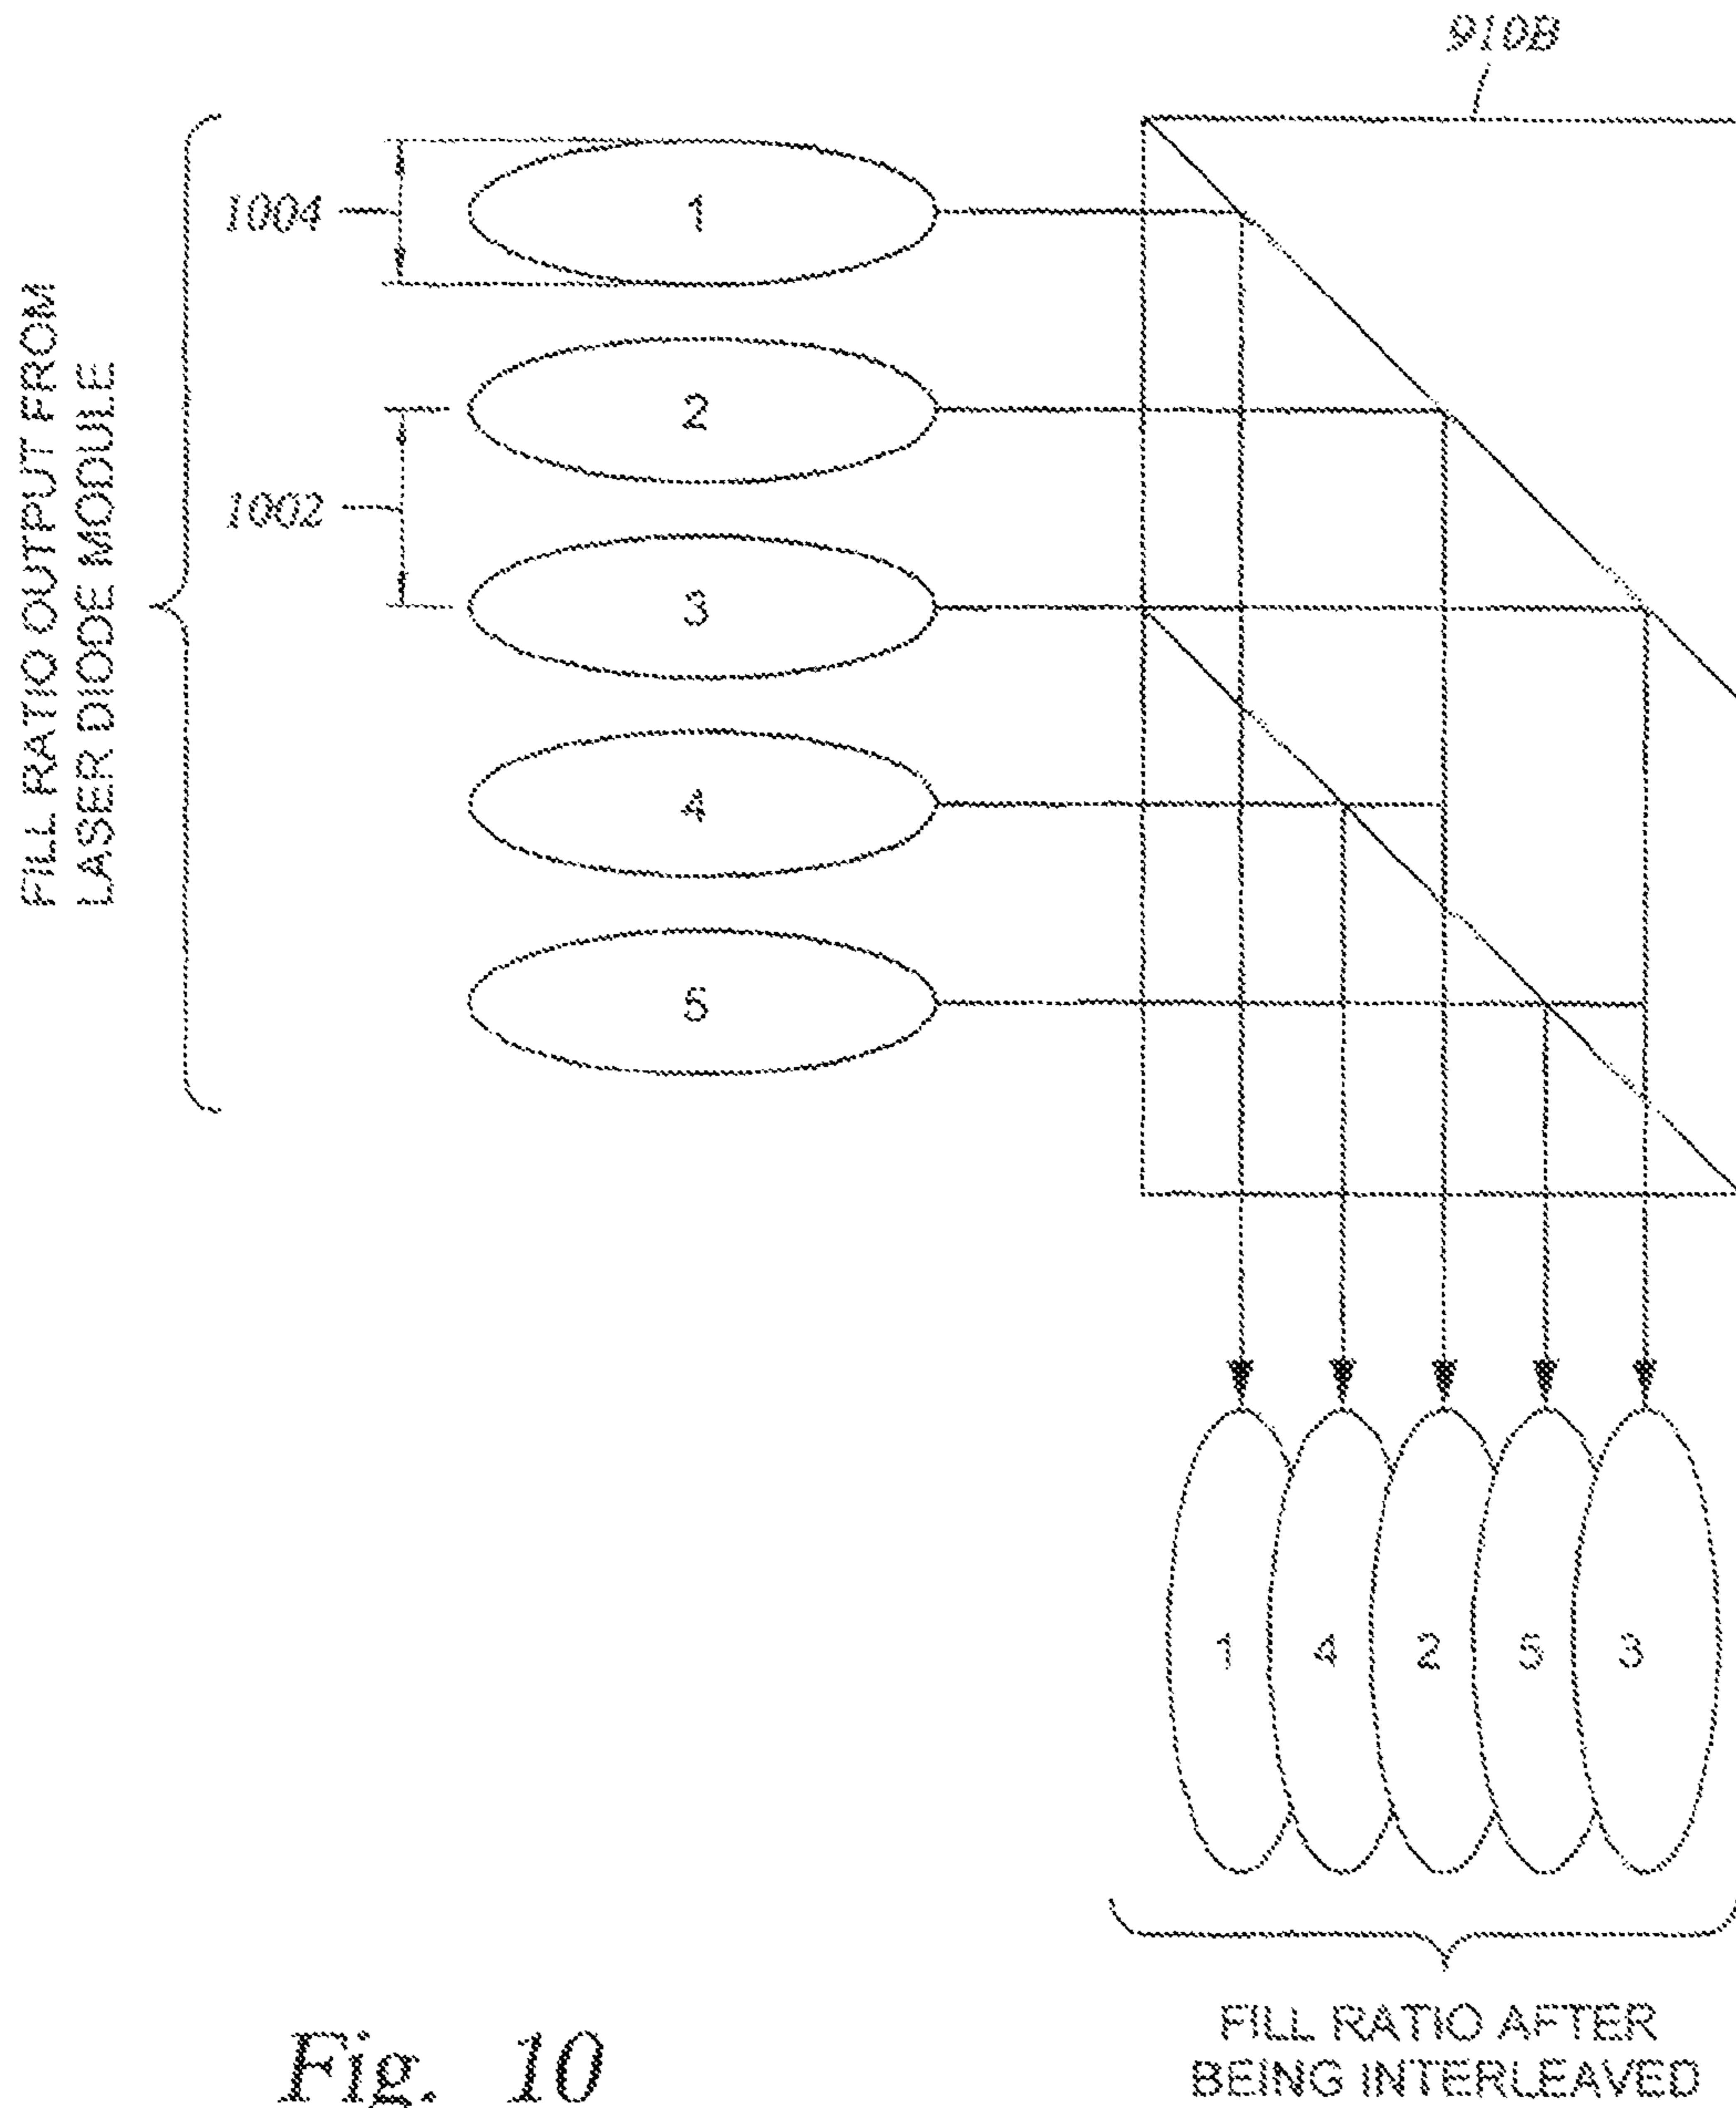 910B
1004
1
2
1002
3
4
5
FILL RATIO OUTPUT FROM
LASER DIODE MODULE
1 4 2 5 3
FILL RATIO AFTER
BEING INTERLEAVED
Fig. 10